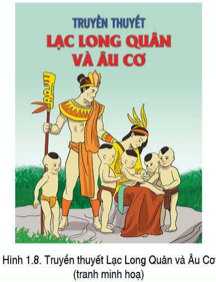 TRUYỀN THUYẾT
LẠC LONG QUÂN
VÀ ÂU CƠ
Hình 1.8. Truyền thuyết Lạc Long Quân và Âu Cơ
(tranh minh hoạ)